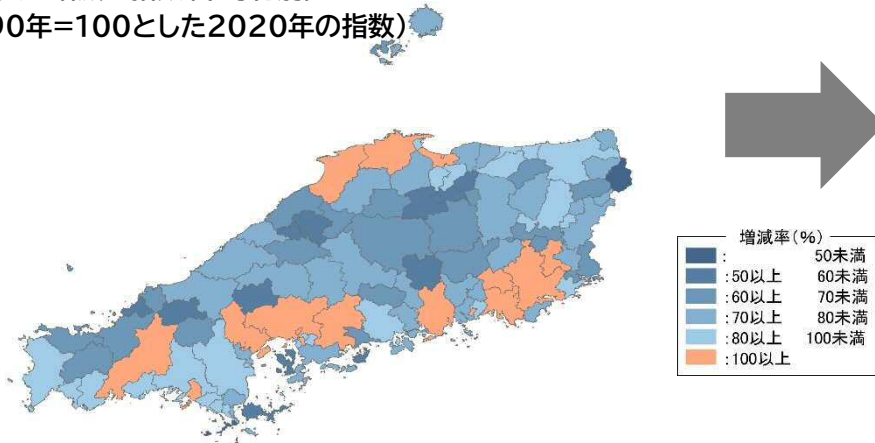 0年=100とした2020年の指数)
増減率(%)
: 50未満
:50以上 60未満
:60以上 70未満
:70以上 80未満
:80以上 100未満
:100以上